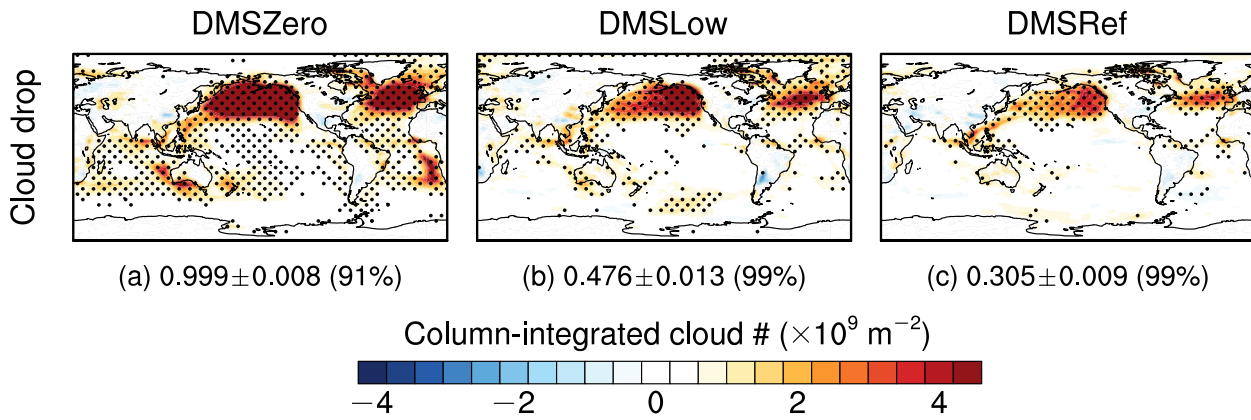 DMSZero DMSLow DMSRef
Cloud drop
(a) 0.999±0.008 (91%) (b) 0.476±0.013 (99%) (c) 0.305±0.009 (99%)
Column-integrated cloud # (×10⁹ m⁻²)
−4 −2 0 2 4